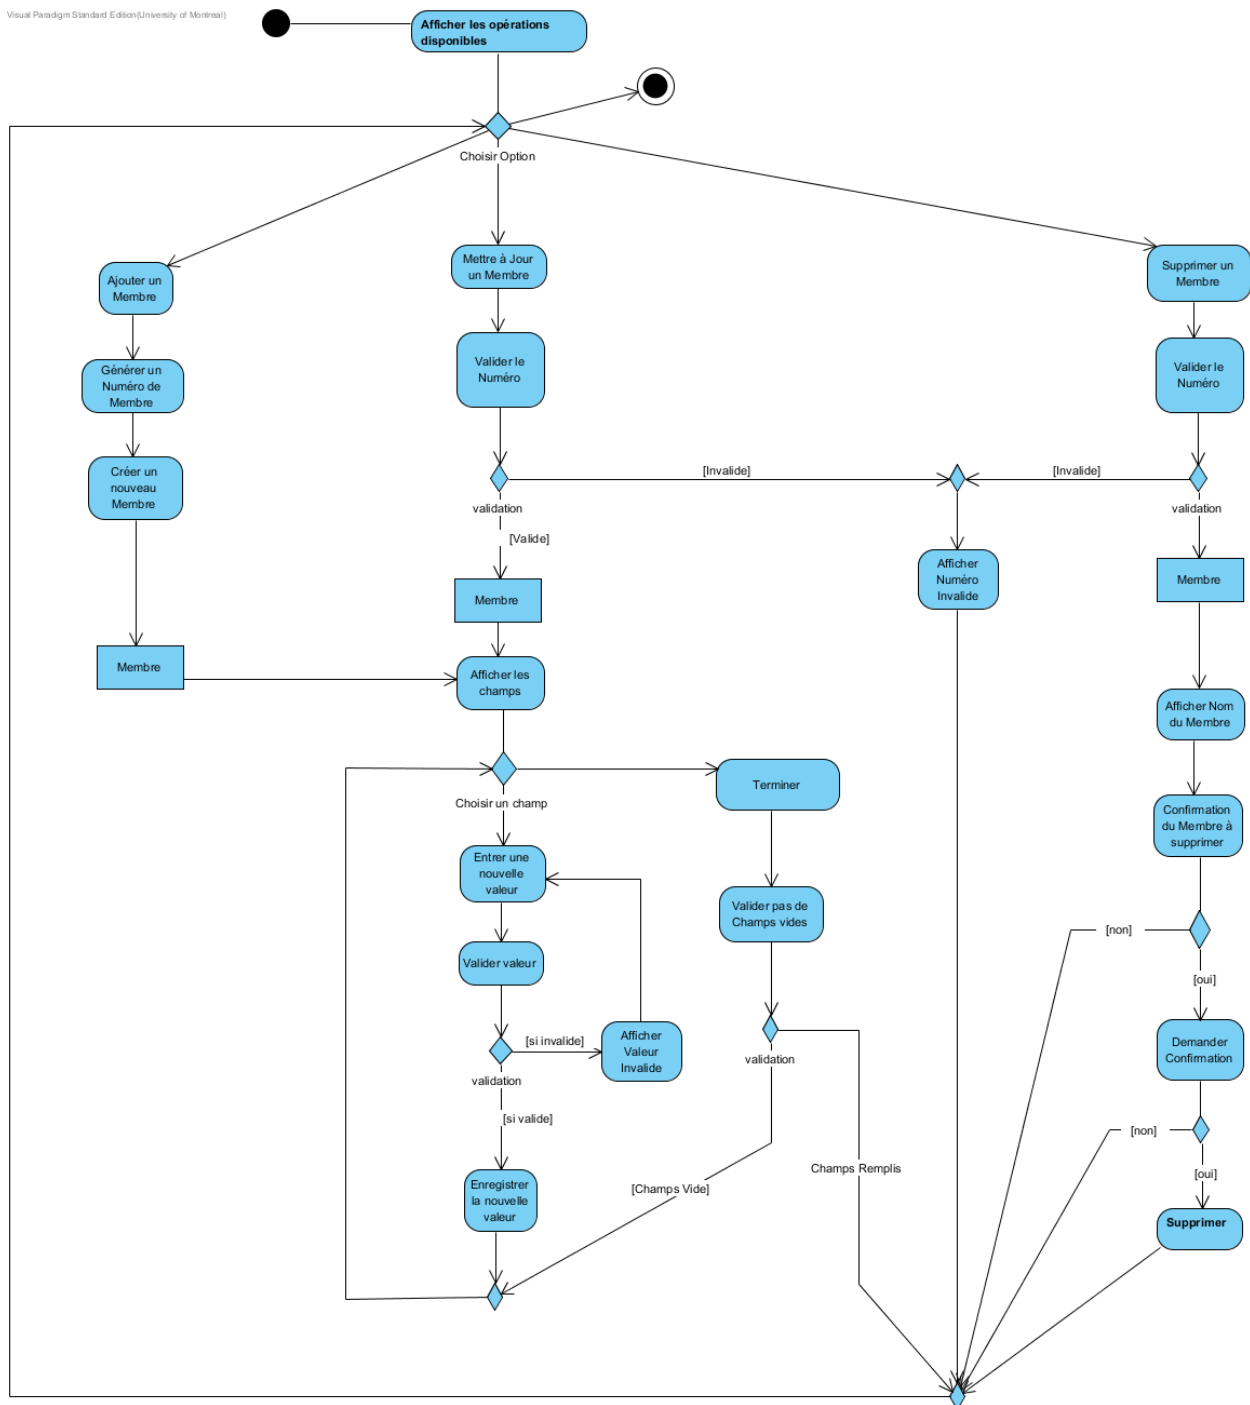 Visual Paradigm Standard Edition(University of Montreal)
Afficher les opérations
disponibles
Choisir Option
Ajouter un
Membre
Mettre à Jour
un Membre
Supprimer un
Membre
Générer un
Numéro de
Membre
Valider le
Numéro
Valider le
Numéro
Créer un
nouveau
Membre
[Invalide]
[Invalide]
validation
validation
[Valide]
Afficher
Numéro
Invalide
Membre
Membre
Membre
Afficher les
champs
Afficher Nom
du Membre
Choisir un champ
Terminer
Confirmation
du Membre à
supprimer
Entrer une
nouvelle
valeur
Valider pas de
Champs vides
[non]
Valider valeur
[oui]
[si invalide]
Afficher
Valeur
Invalide
validation
validation
Demander
Confirmation
[si valide]
[non]
Champs Remplis
[oui]
Enregistrer
la nouvelle
valeur
[Champs Vide]
Supprimer